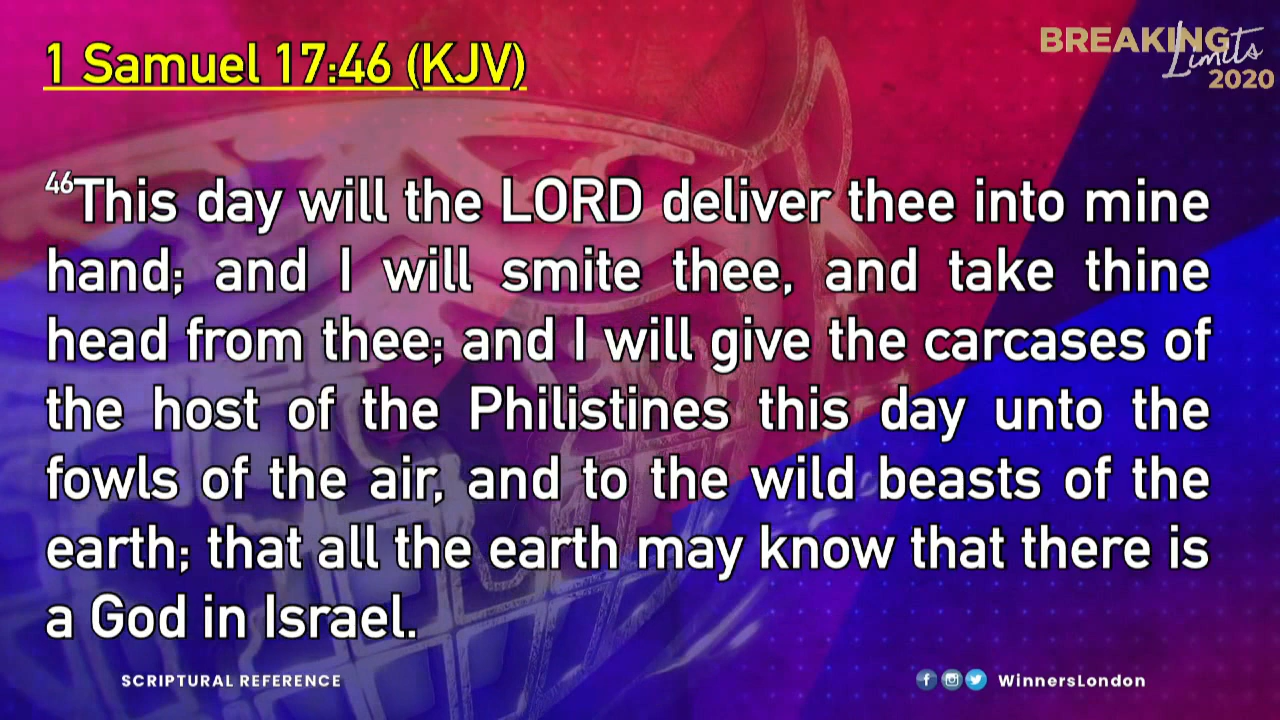 1 Samuel 17:46 (KJV)
BREAKING
Limits
2020
46This day will the LORD deliver thee into mine
hand; and I will smite thee, and take thine
head from thee; and I will give the carcases of
the host of the Philistines this day unto the
fowls of the air, and to the wild beasts of the
earth; that all the earth may know that there is
a God in Israel.
SCRIPTURAL REFERENCE
WinnersLondon